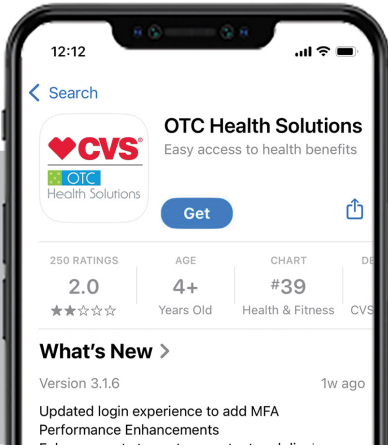 12:12
Search
OTC Health Solutions
Easy access to health benefits
CVS®
OTC
Health Solutions
Get
250 RATINGS
AGE
CHART
DE
2.0
4+
#39
Years Old
Health & Fitness
CVS
What's New
Version 3.1.6
1w ago
Updated login experience to add MFA
Performance Enhancements